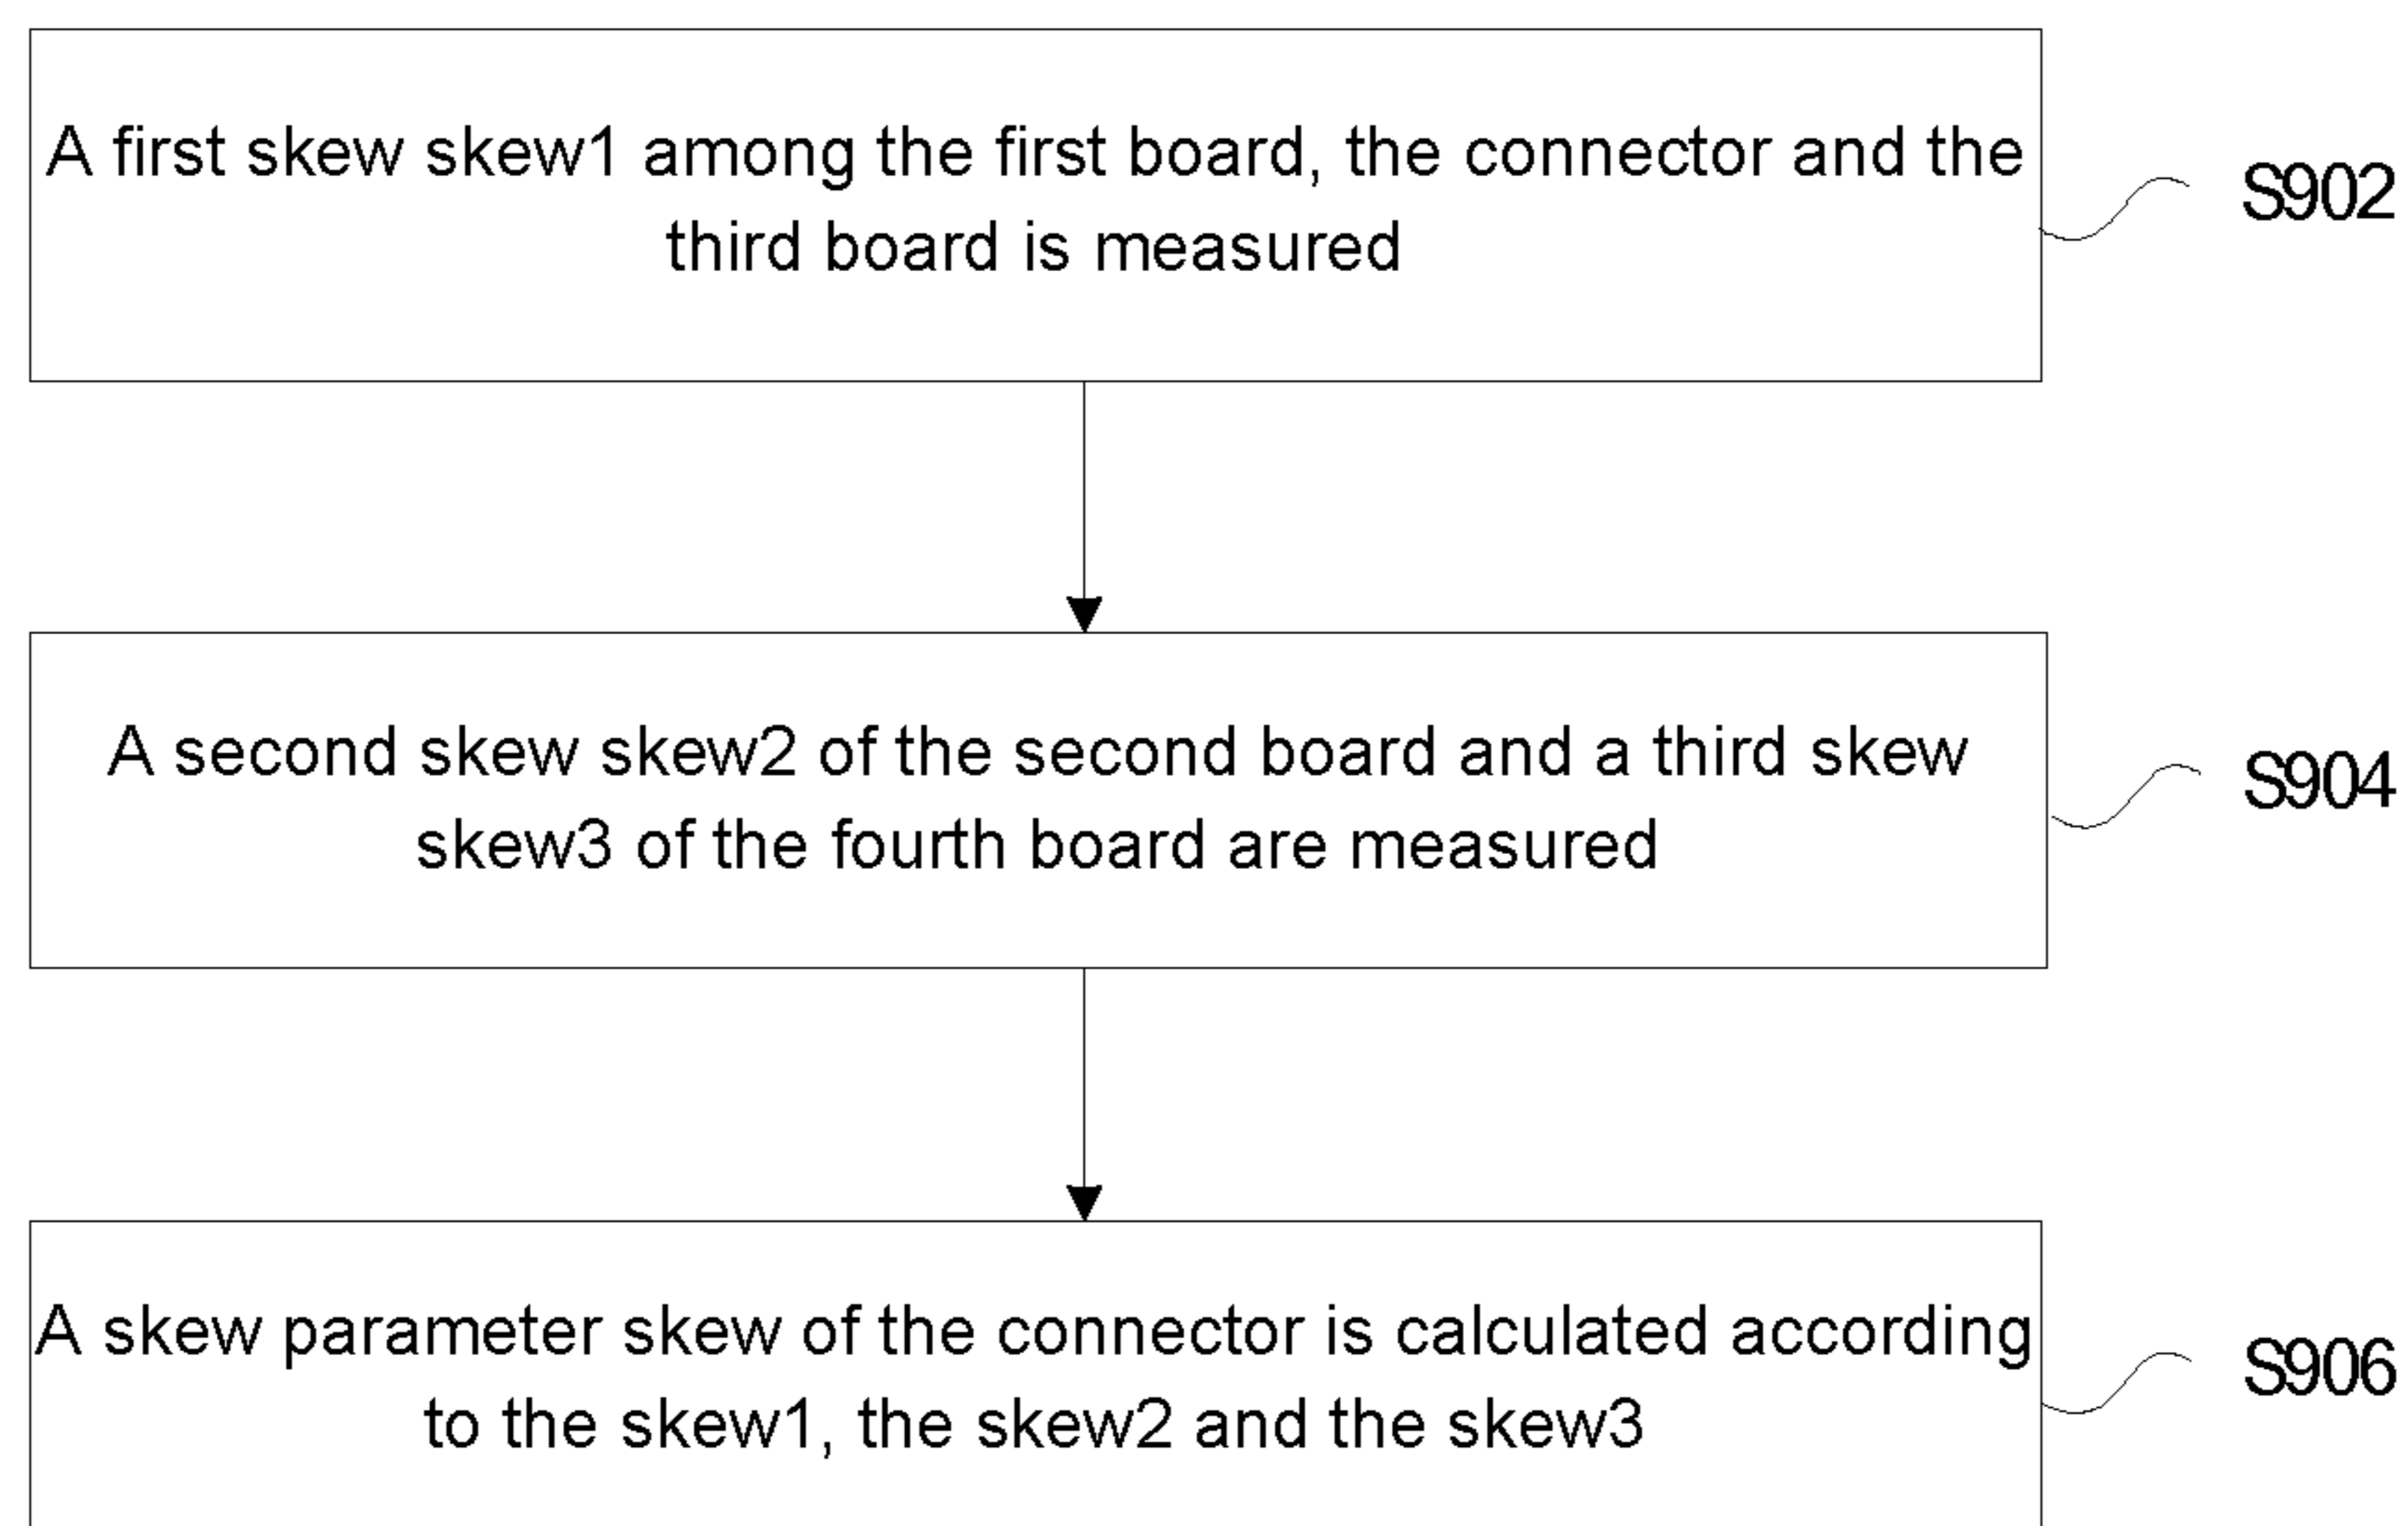 A first skew skew1 among the first board, the connector and the
third board is measured
S902
A second skew skew2 of the second board and a third skew
skew3 of the fourth board are measured
S904
A skew parameter skew of the connector is calculated according
to the skew1, the skew2 and the skew3
S906